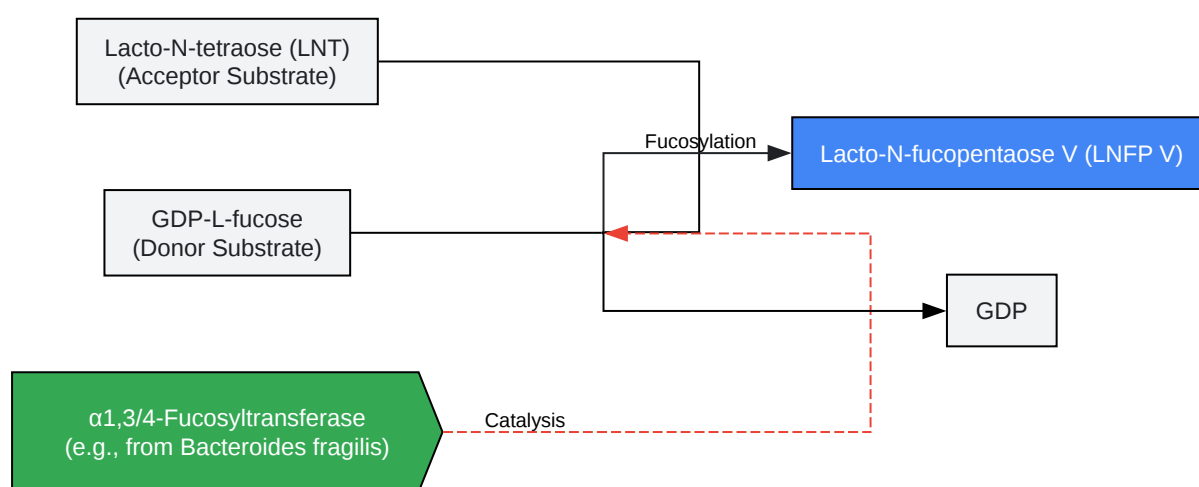 Lacto-N-tetraose (LNT)
(Acceptor Substrate)
Fucosylation
Lacto-N-fucopentaose V (LNFP V)
GDP-L-fucose
(Donor Substrate)
GDP
α1,3/4-Fucosyltransferase
(e.g., from Bacteroides fragilis)
Catalysis